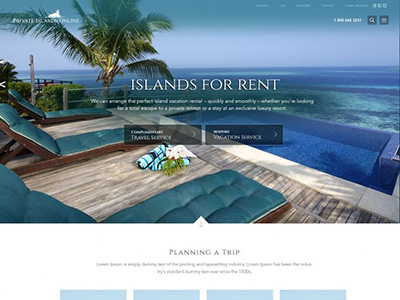 PRIVATE ISLANDS ONLINE
1 800 545 3237
ISLANDS FOR RENT
We can arrange the perfect island vacation rental – quickly and smoothly – whether you're looking
for a total escape to a private retreat or a stay at an exclusive luxury resort.
COMPLIMENTARY
TRAVEL SERVICE
BESPOKE
VACATION SERVICE
PLANNING A TRIP
Lorem Ipsum is simply dummy text of the printing and typesetting industry. Lorem Ipsum has been the indus-
try's standard dummy text ever since the 1500s.